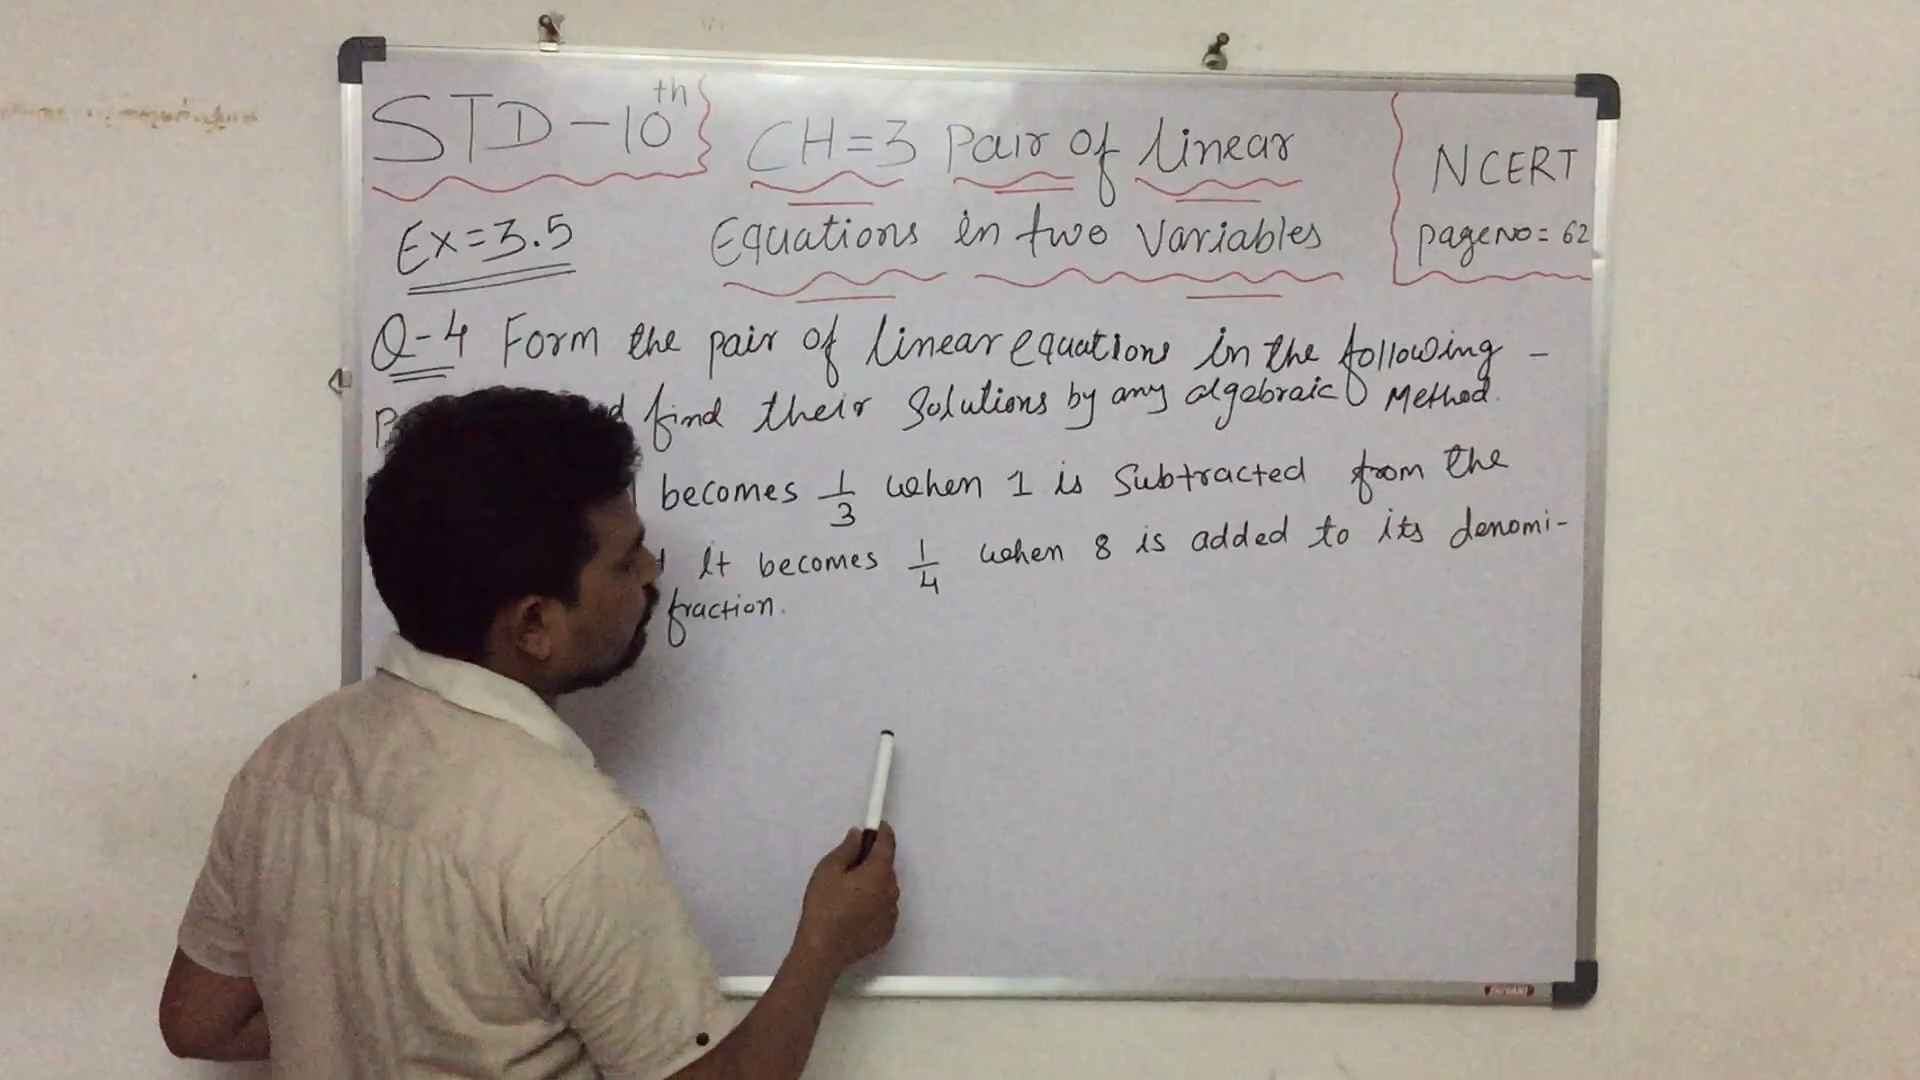 STD-10th
CH=3 Pair of linear
NCERT
Ex=3.5
Equations in two variables
page no = 62
Q-4 Form the pair of linear equations in the following -
find their Solutions by any algebraic Method.
becomes 1/3 when 1 is Subtracted from the
It becomes 1/4 when 8 is added to its denomi-
fraction.